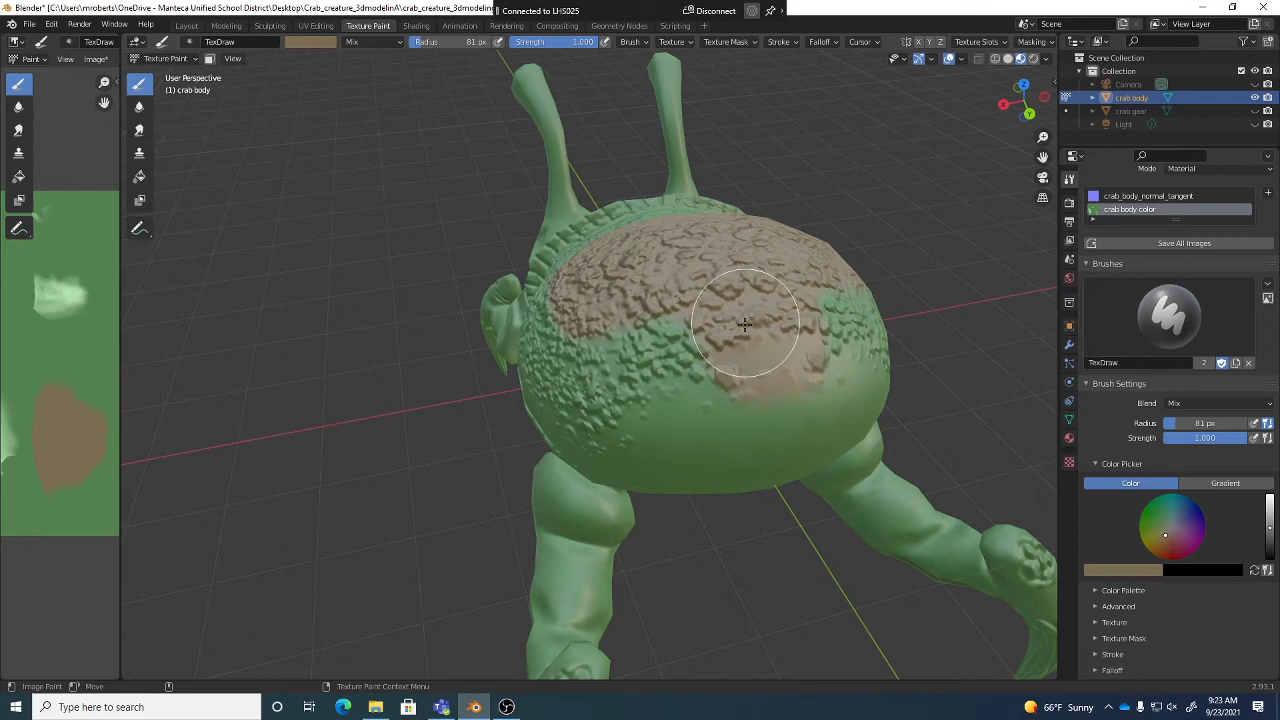 Blender* [C:\Users\mroberts\OneDrive - Manteca Unified School District\Desktop\Crab_creature_3dmodelinA\crab_creature_3dmodelin
Connected to LHS025
Disconnect
File Edit Render Window Help
Layout Modeling Sculpting UV Editing Texture Paint Shading Animation Rendering Compositing Geometry Nodes Scripting
Scene
View Layer
TexDraw
TexDraw
Mix
Radius 81 px
Strength 1.000
Brush Texture Texture Mask Stroke Falloff Cursor
X Y Z
Texture Slots
Masking
Paint View Image*
Texture Paint View
Scene Collection
Collection
Camera
crab body
crab gear
Light
User Perspective
(1) crab body
X Y Z
Mode Material
crab_body_normal_tangent
crab body color
Save All Images
Brushes
TexDraw 2
Brush Settings
Blend Mix
Radius 81 px
Strength 1.000
Color Picker
Color Gradient
Color Palette
Advanced
Texture
Texture Mask
Stroke
Falloff
Image Paint Move Texture Paint Context Menu 2.93.1
Type here to search
66°F Sunny
9:23 AM
9/23/2021